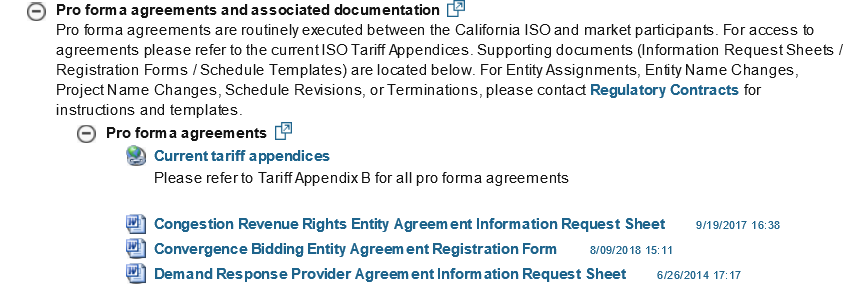 Pro forma agreements and associated documentation
Pro forma agreements are routinely executed between the California ISO and market participants. For access to
agreements please refer to the current ISO Tariff Appendices. Supporting documents (Information Request Sheets /
Registration Forms / Schedule Templates) are located below. For Entity Assignments, Entity Name Changes,
Project Name Changes, Schedule Revisions, or Terminations, please contact Regulatory Contracts for
instructions and templates.
Pro forma agreements
Current tariff appendices
Please refer to Tariff Appendix B for all pro forma agreements
Congestion Revenue Rights Entity Agreement Information Request Sheet 9/19/2017 16:38
Convergence Bidding Entity Agreement Registration Form 8/09/2018 15:11
Demand Response Provider Agreement Information Request Sheet 6/26/2014 17:17